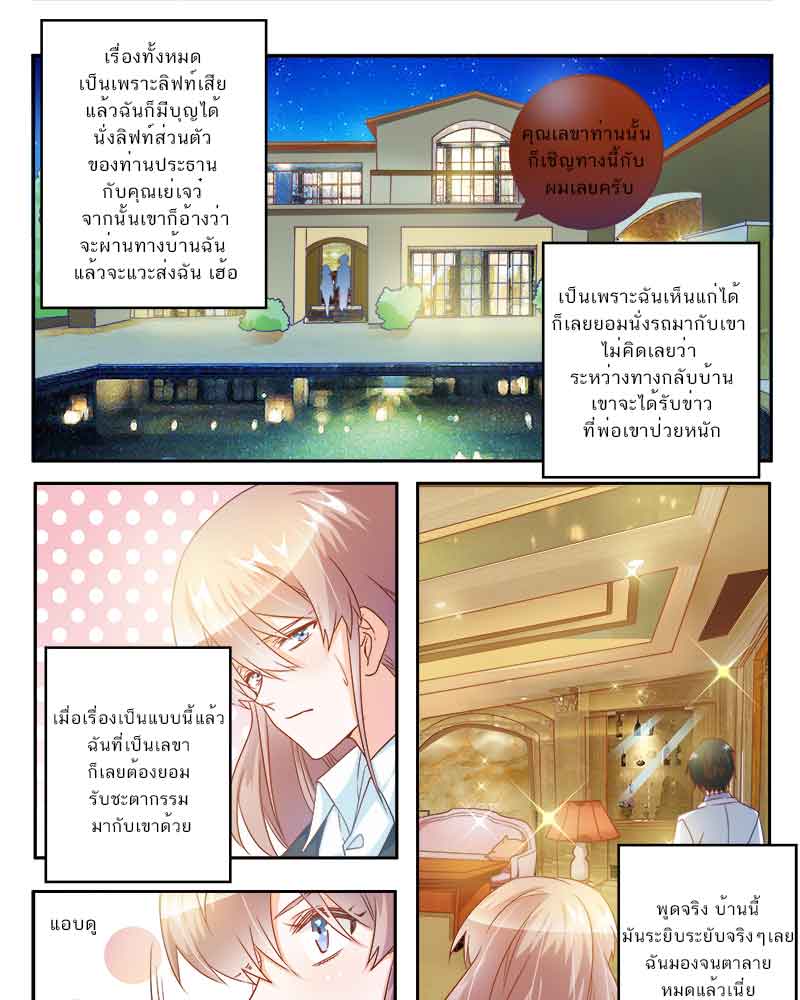 เรื่องทั้งหมด
เป็นเพราะลิฟท์เสีย
แล้วฉันก็มีบุญได้
นั่งลิฟท์ส่วนตัว
ของท่านประธาน
กับคุณเย่เจว๋
จากนั้นเขาก็อ้างว่า
จะผ่านทางบ้านฉัน
แล้วจะแวะส่งฉัน เฮ้อ
คุณเลขาท่านนั้น
ก็เชิญทางนี้กับ
ผมเลยครับ
เป็นเพราะฉันเห็นแก่ได้
ก็เลยยอมนั่งรถมากับเขา
ไม่คิดเลยว่า
ระหว่างทางกลับบ้าน
เขาจะได้รับข่าว
ที่พ่อเขาป่วยหนัก
เมื่อเรื่องเป็นแบบนี้แล้ว
ฉันที่เป็นเลขา
ก็เลยต้องยอม
รับชะตากรรม
มากับเขาด้วย
พูดจริง บ้านนี้
มันระยิบระยับจริงๆเลย
ฉันมองจนตาลาย
หมดแล้วเนี่ย
แอบดู